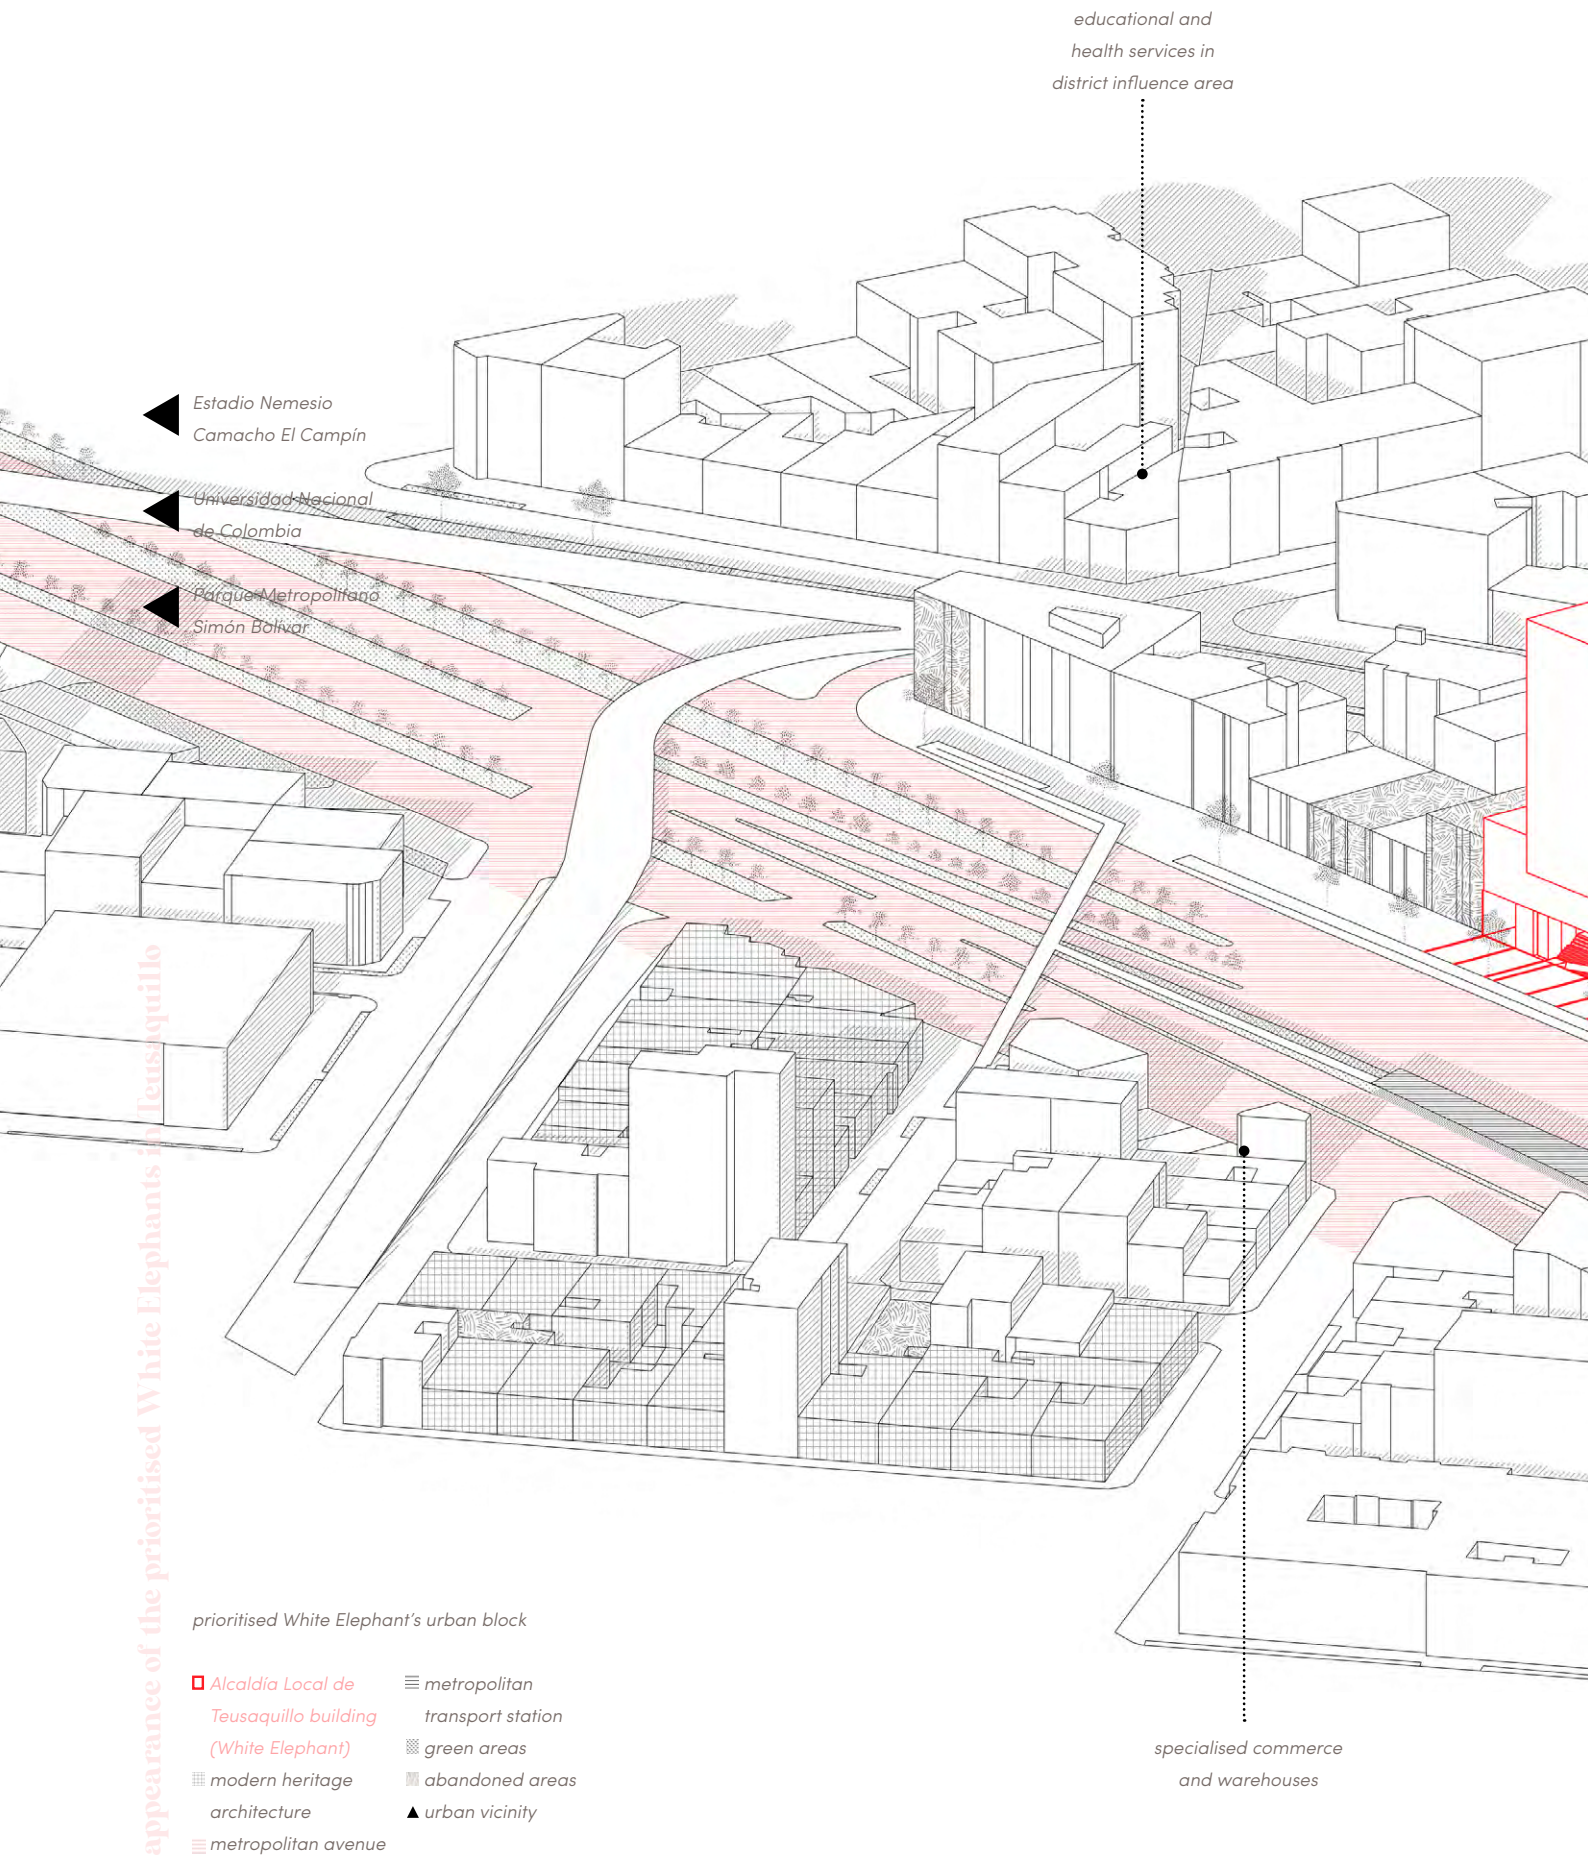 educational and
health services in
district influence area
Estadio Nemesio
Camacho El Campín
Universidad Nacional
de Colombia
Parque Metropolitano
Simón Bolívar
appearance of the prioritised White Elephants in Teusaquillo
prioritised White Elephant's urban block
Alcaldía Local de
Teusaquillo building
(White Elephant)
modern heritage
architecture
metropolitan avenue
metropolitan
transport station
green areas
abandoned areas
urban vicinity
specialised commerce
and warehouses